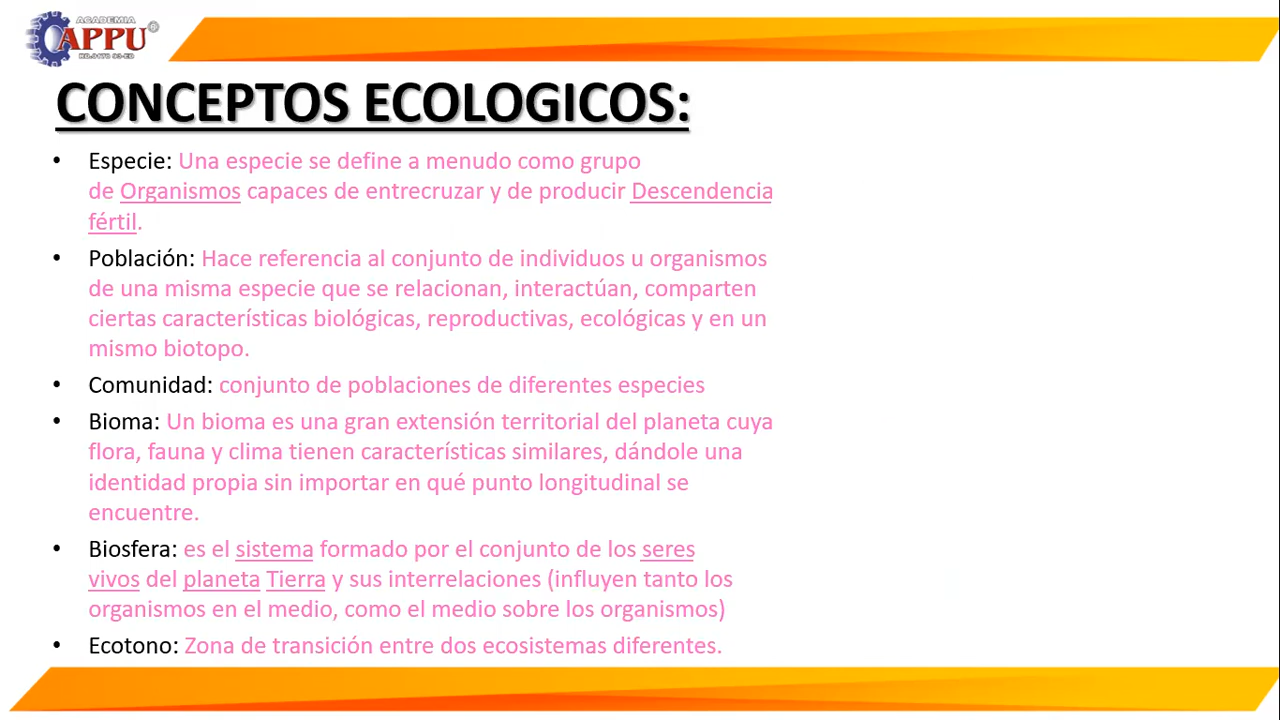 ACADEMIA
APPU®
CONCEPTOS ECOLOGICOS:
• Especie: Una especie se define a menudo como grupo
de Organismos capaces de entrecruzar y de producir Descendencia
fértil.
• Población: Hace referencia al conjunto de individuos u organismos
de una misma especie que se relacionan, interactúan, comparten
ciertas características biológicas, reproductivas, ecológicas y en un
mismo biotopo.
• Comunidad: conjunto de poblaciones de diferentes especies
• Bioma: Un bioma es una gran extensión territorial del planeta cuya
flora, fauna y clima tienen características similares, dándole una
identidad propia sin importar en qué punto longitudinal se
encuentre.
• Biosfera: es el sistema formado por el conjunto de los seres
vivos del planeta Tierra y sus interrelaciones (influyen tanto los
organismos en el medio, como el medio sobre los organismos)
• Ecotono: Zona de transición entre dos ecosistemas diferentes.